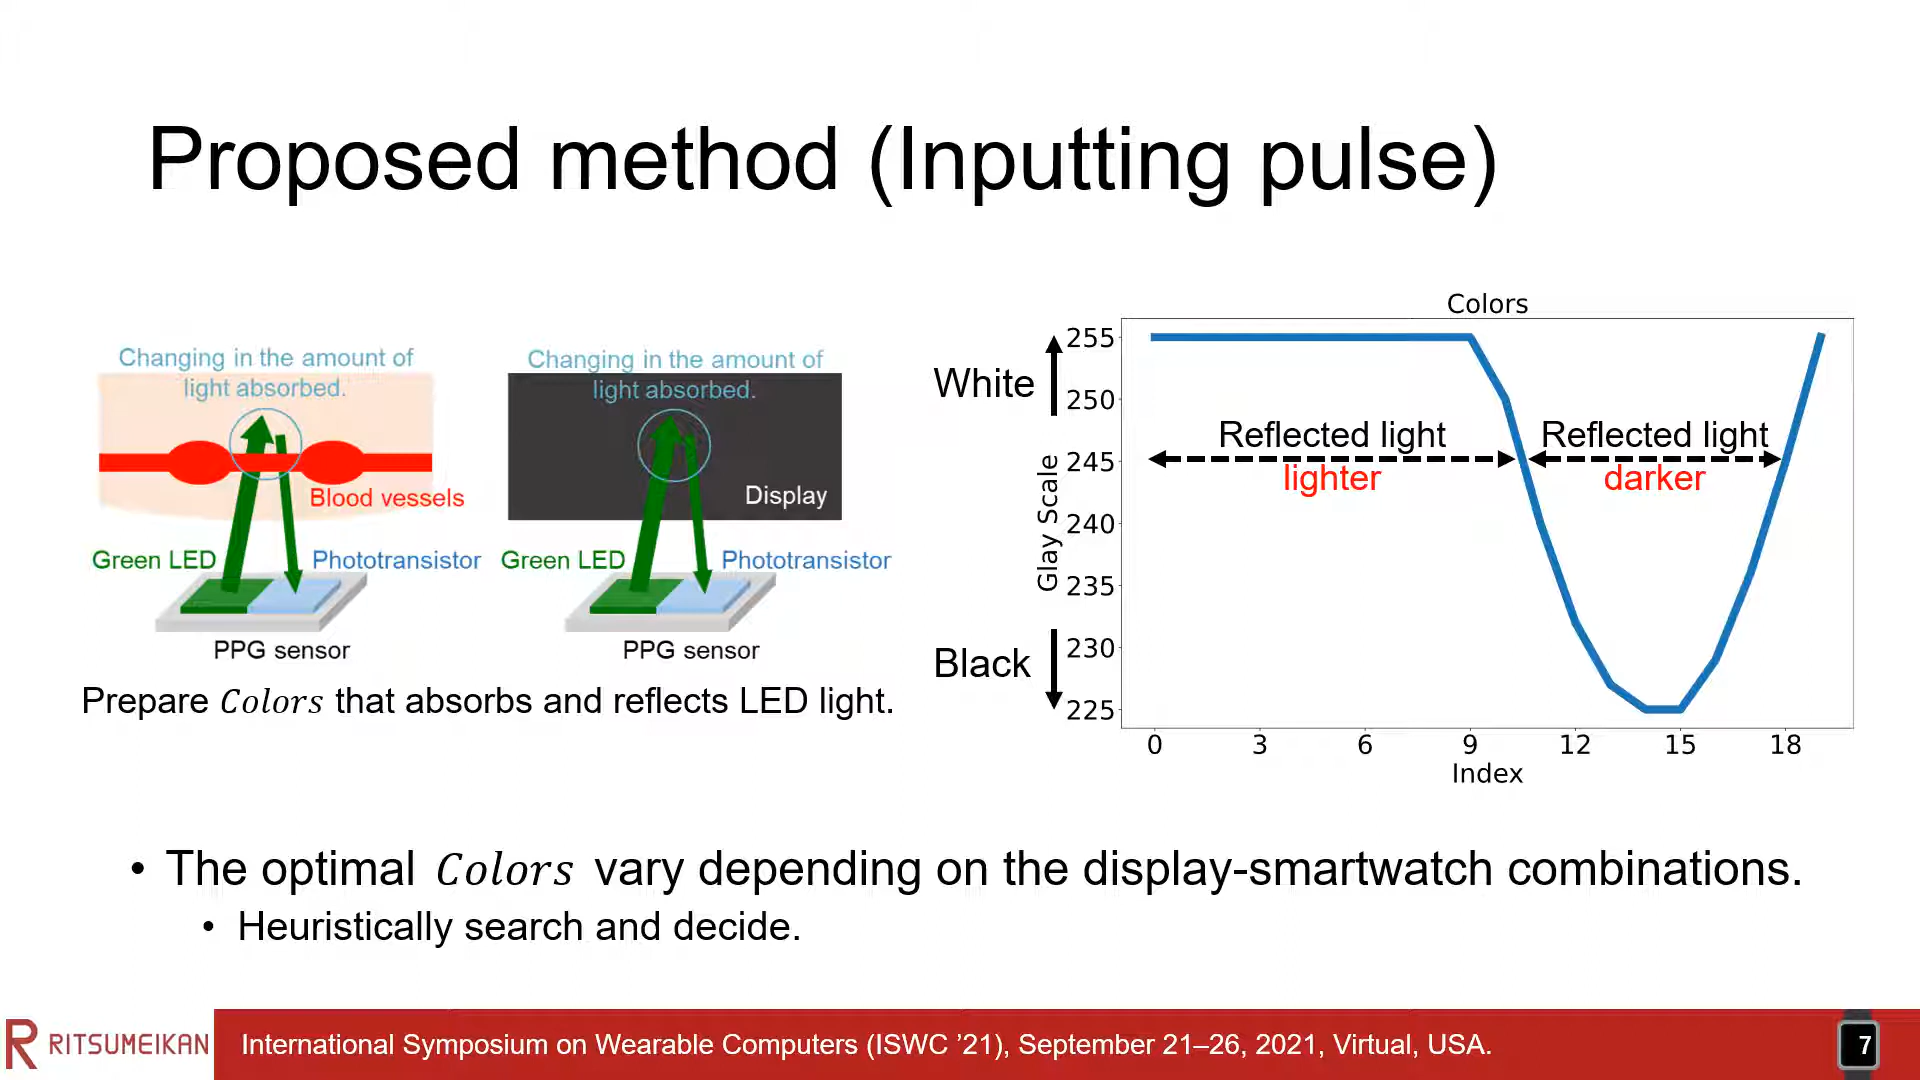 Proposed method (Inputting pulse)
Changing in the amount of
light absorbed.
Blood vessels
Green LED
Phototransistor
PPG sensor
Changing in the amount of
light absorbed.
Display
Green LED
Phototransistor
PPG sensor
Prepare Colors that absorbs and reflects LED light.
Colors
White
Black
Glay Scale
255
250
245
240
235
230
225
Reflected light
lighter
Reflected light
darker
0 3 6 9 12 15 18
Index
• The optimal Colors vary depending on the display-smartwatch combinations.
• Heuristically search and decide.
R RITSUMEIKAN
International Symposium on Wearable Computers (ISWC ’21), September 21–26, 2021, Virtual, USA.
7